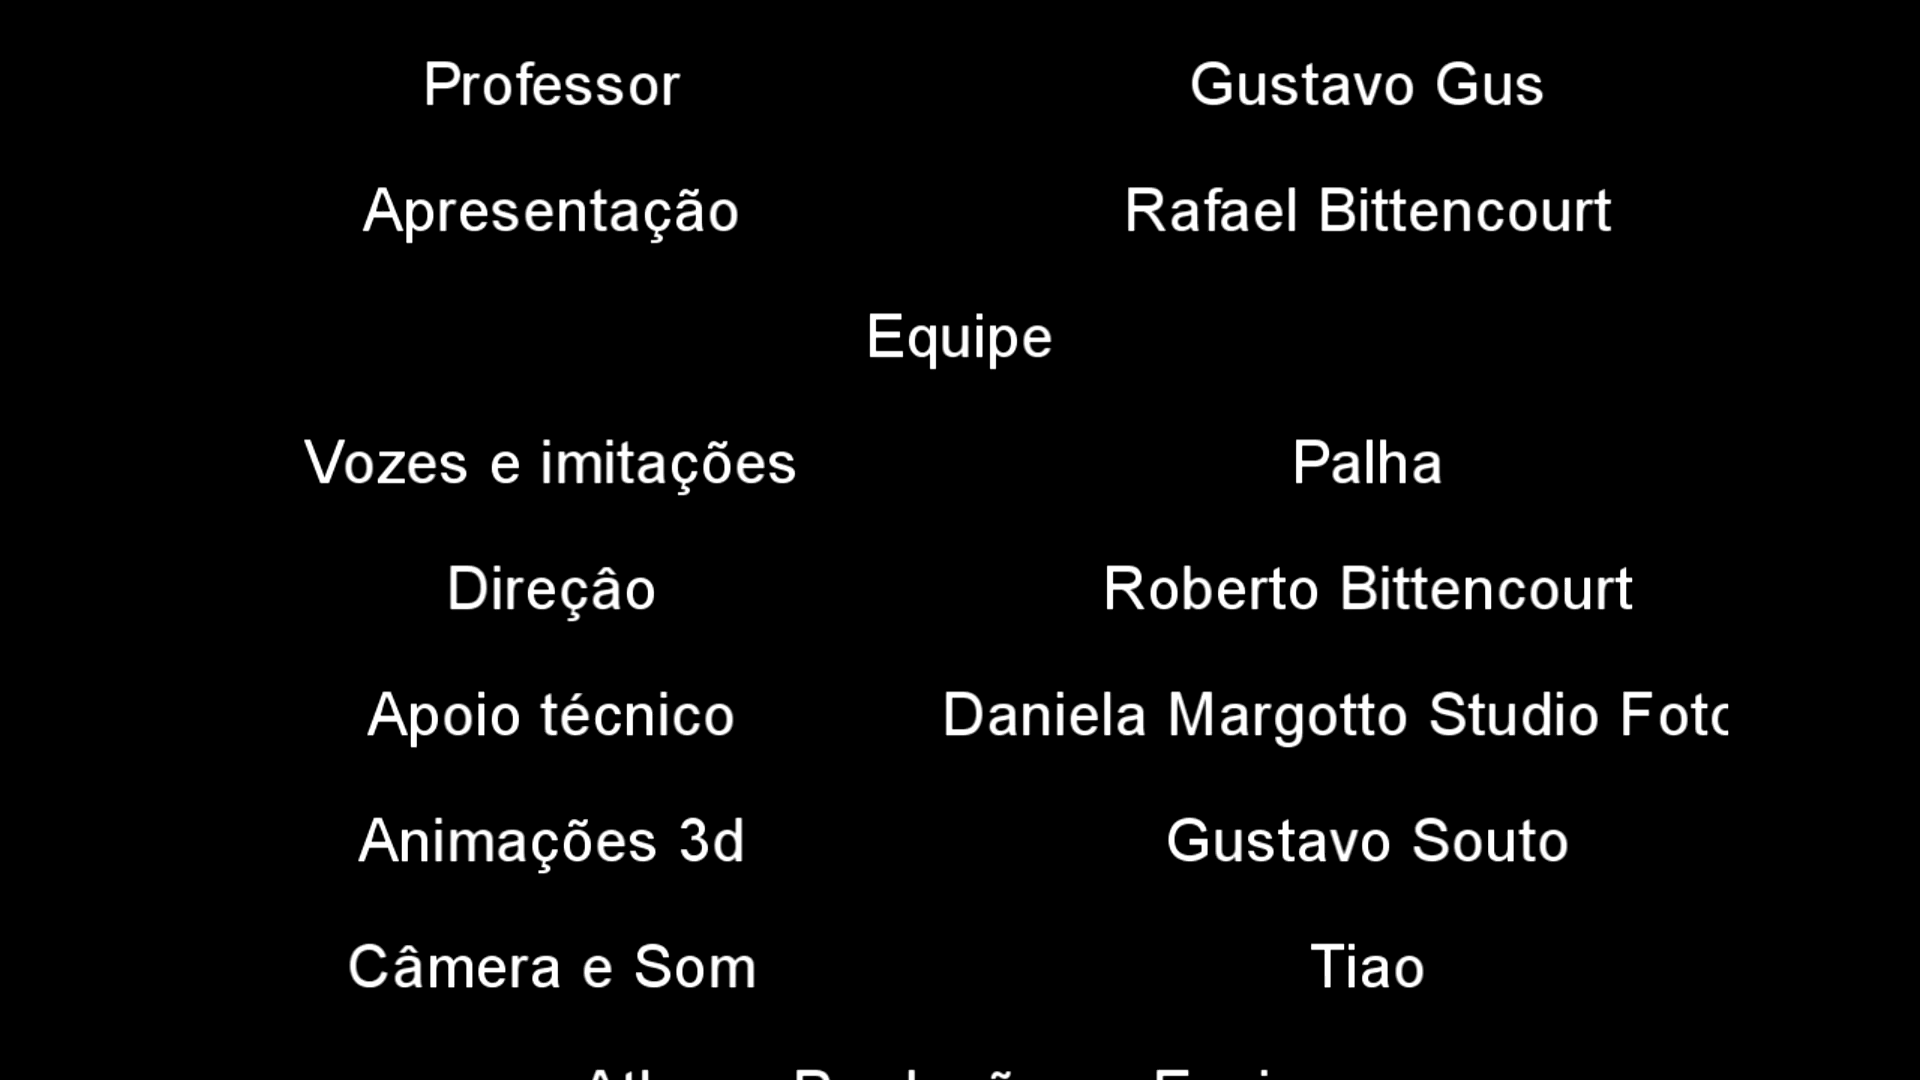 Professor Gustavo Gus
Apresentação Rafael Bittencourt
Equipe
Vozes e imitações Palha
Direçâo Roberto Bittencourt
Apoio técnico Daniela Margotto Studio Foto
Animações 3d Gustavo Souto
Câmera e Som Tiao